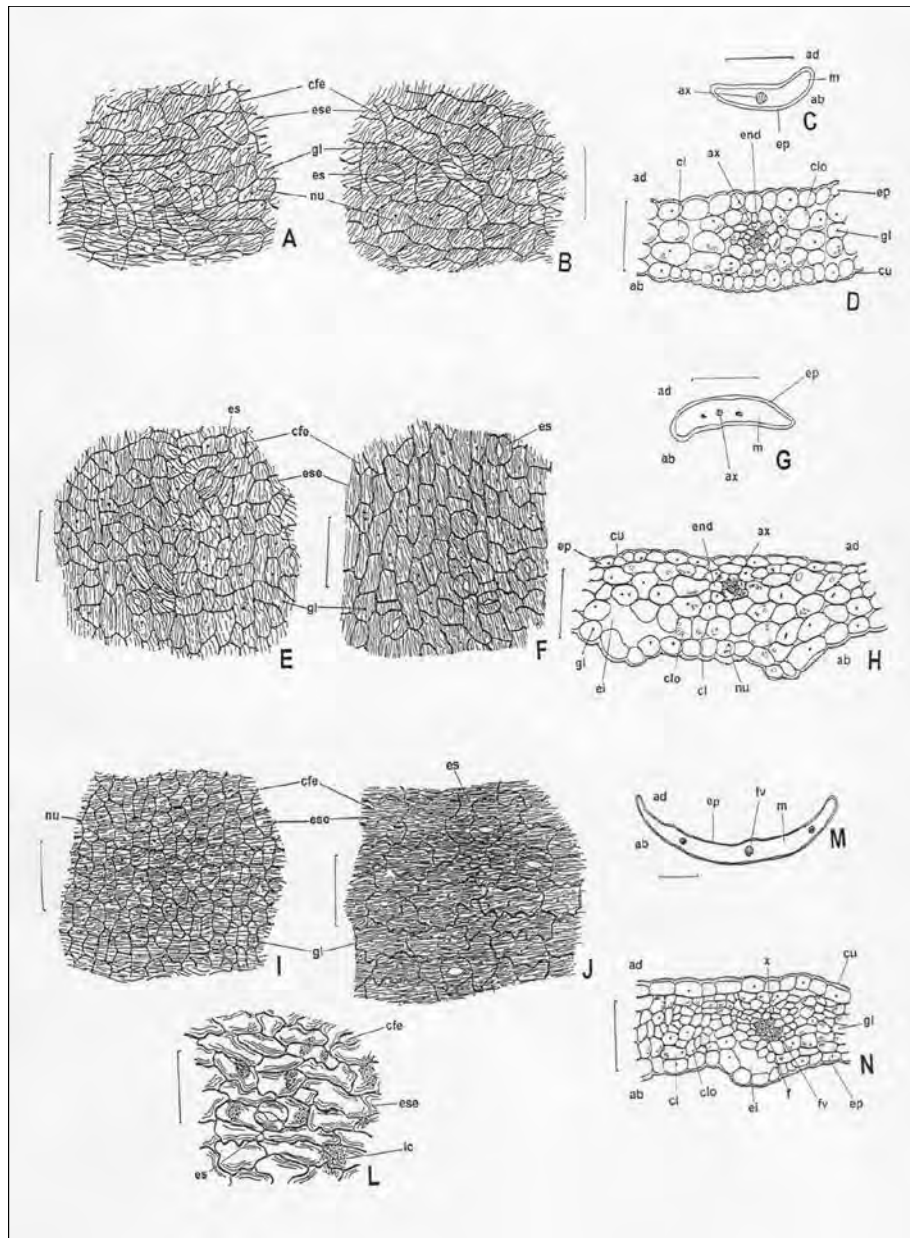 cfe
ese
gl
es
nu
A
B
ad
m
ax
ab
ep
C
end
ax
clo
cl
ad
ep
gl
cu
ab
D
es
cfe
ese
es
gl
E
F
ad
ep
m
ab
ax
G
end
ax
cu
ep
ad
gl
ei
clo
cl
nu
ab
H
es
cfe
nu
ese
gl
I
J
ad
ep
fv
m
ab
M
x
cu
ad
gl
N
ab
cl
clo
ei
f
fv
ep
cfe
ese
ic
es
L